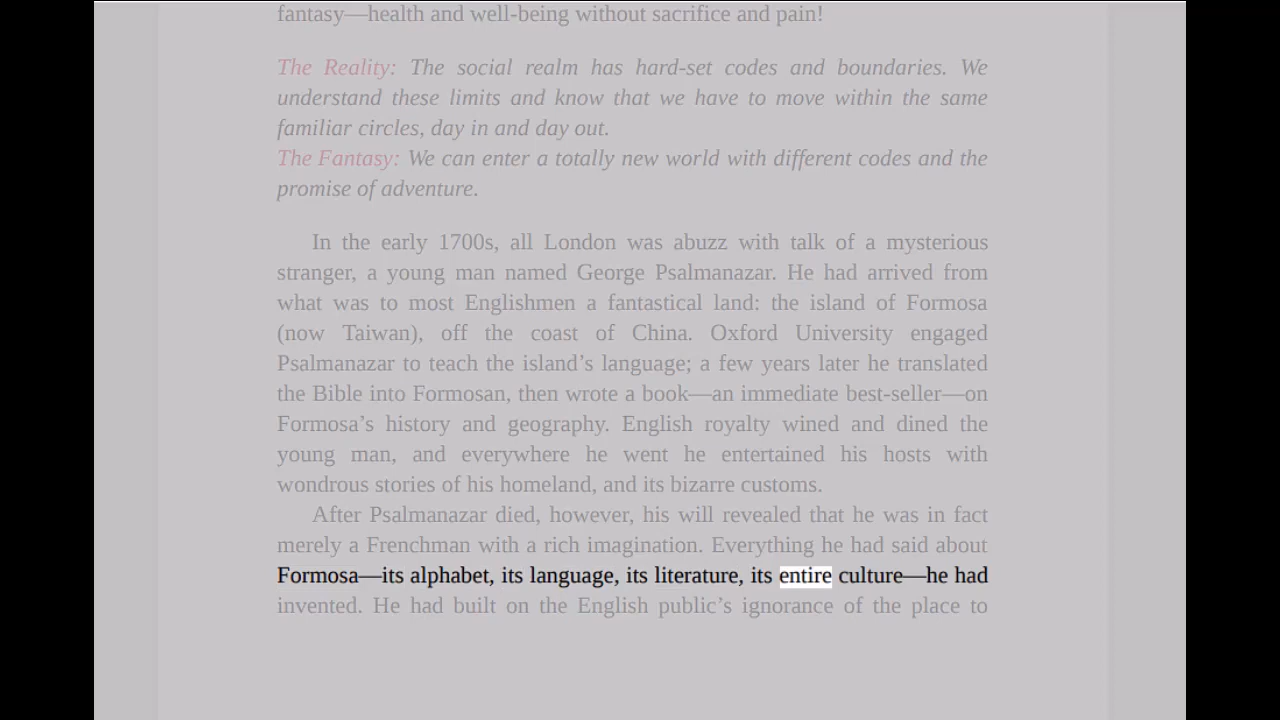 fantasy—health and well-being without sacrifice and pain!
The Reality: The social realm has hard-set codes and boundaries. We
understand these limits and know that we have to move within the same
familiar circles, day in and day out.
The Fantasy: We can enter a totally new world with different codes and the
promise of adventure.
In the early 1700s, all London was abuzz with talk of a mysterious
stranger, a young man named George Psalmanazar. He had arrived from
what was to most Englishmen a fantastical land: the island of Formosa
(now Taiwan), off the coast of China. Oxford University engaged
Psalmanazar to teach the island’s language; a few years later he translated
the Bible into Formosan, then wrote a book—an immediate best-seller—on
Formosa’s history and geography. English royalty wined and dined the
young man, and everywhere he went he entertained his hosts with
wondrous stories of his homeland, and its bizarre customs.
After Psalmanazar died, however, his will revealed that he was in fact
merely a Frenchman with a rich imagination. Everything he had said about
Formosa—its alphabet, its language, its literature, its entire culture—he had
invented. He had built on the English public’s ignorance of the place to